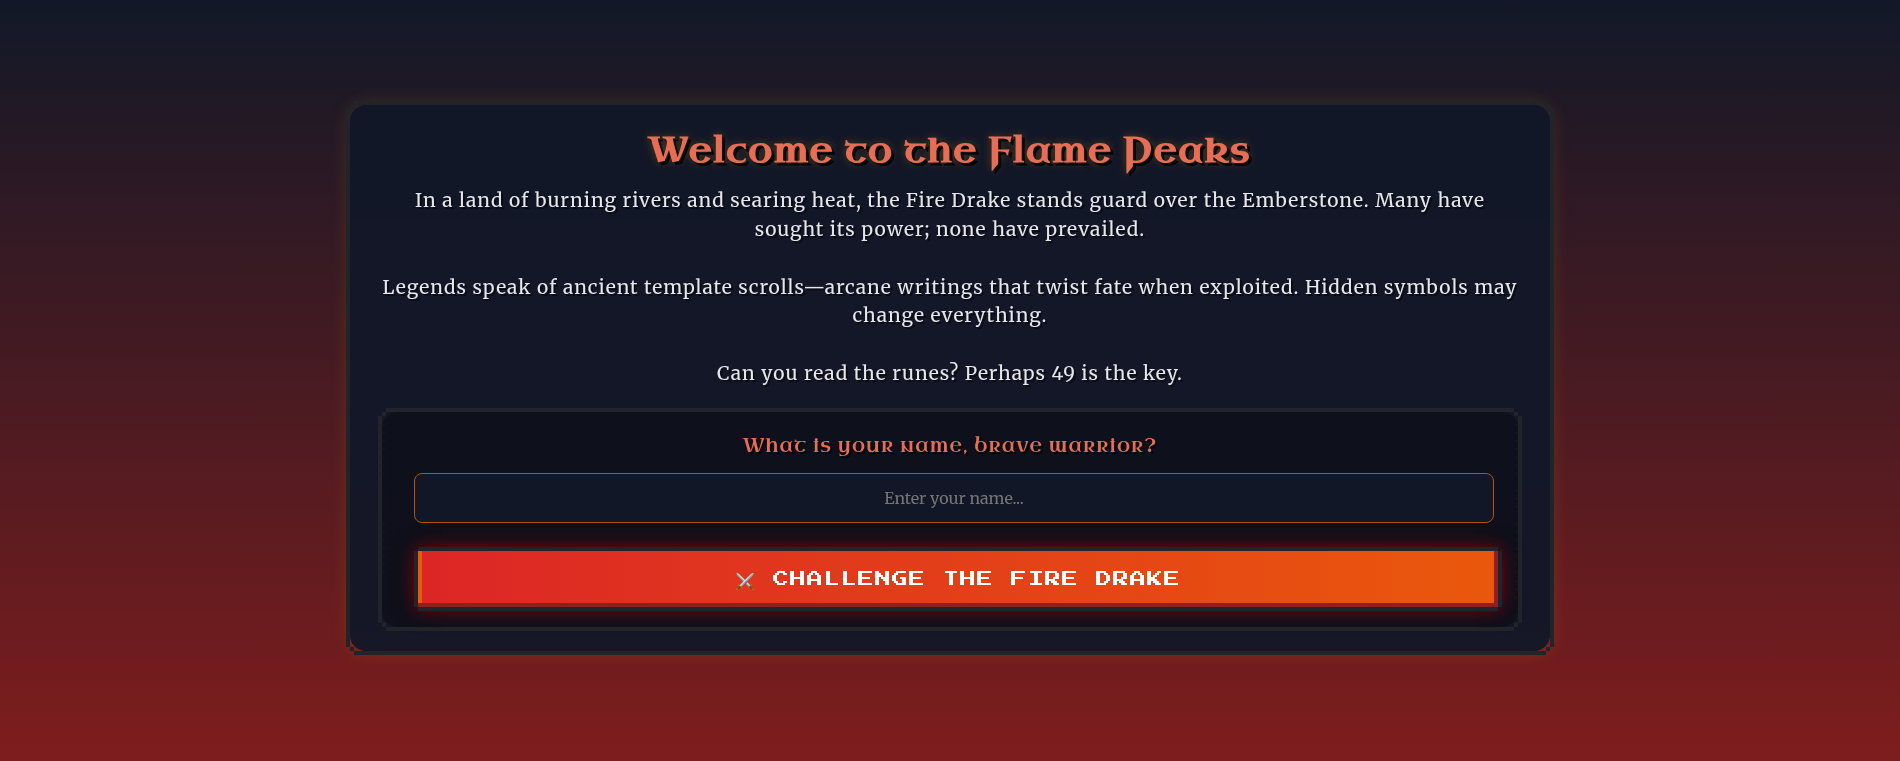 Welcome to the Flame Peaks
In a land of burning rivers and searing heat, the Fire Drake stands guard over the Emberstone. Many have
sought its power; none have prevailed.
Legends speak of ancient template scrolls—arcane writings that twist fate when exploited. Hidden symbols may
change everything.
Can you read the runes? Perhaps 49 is the key.
What is your name, brave warrior?
Enter your name...
⚔ CHALLENGE THE FIRE DRAKE